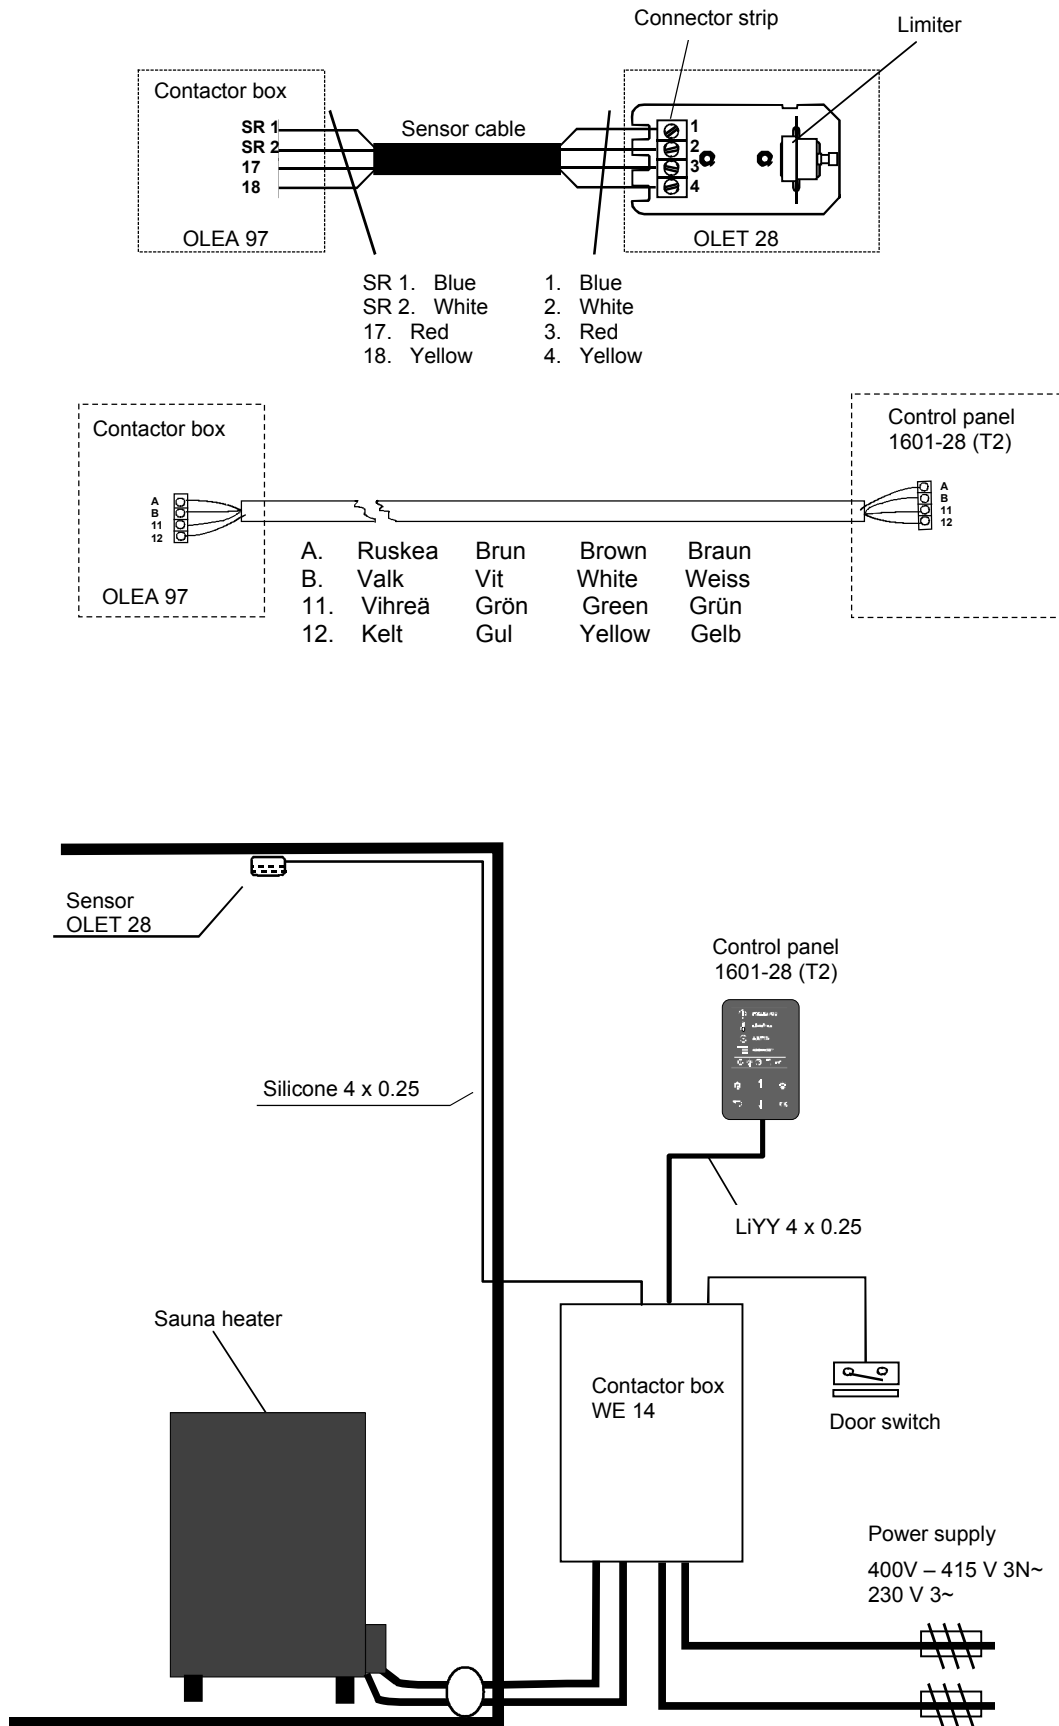 Connector strip
Limiter
Contactor box
SR 1
SR 2
17
18
Sensor cable
1
2
3
4
OLEA 97
OLET 28
SR 1. Blue
SR 2. White
17. Red
18. Yellow
1. Blue
2. White
3. Red
4. Yellow
Contactor box
A
B
11
12
OLEA 97
Control panel
1601-28 (T2)
A
B
11
12
A. Ruskea Brun Brown Braun
B. Valk Vit White Weiss
11. Vihreä Grön Green Grün
12. Kelt Gul Yellow Gelb
Sensor
OLET 28
Control panel
1601-28 (T2)
Silicone 4 x 0.25
LiYY 4 x 0.25
Sauna heater
Contactor box
WE 14
Door switch
Power supply
400V – 415 V 3N~
230 V 3~